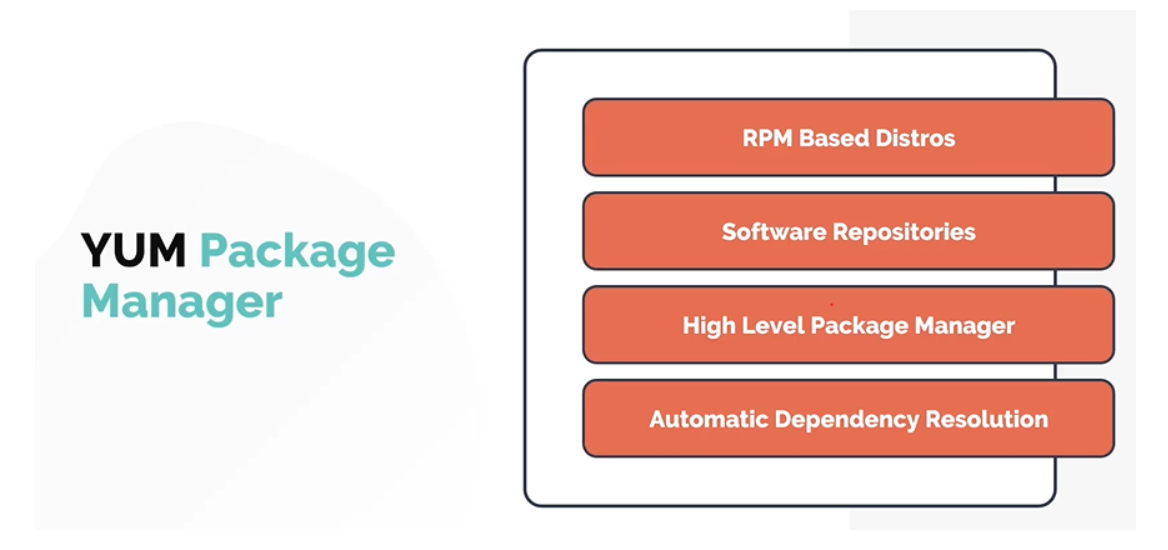 YUM Package
Manager
RPM Based Distros
Software Repositories
High Level Package Manager
Automatic Dependency Resolution